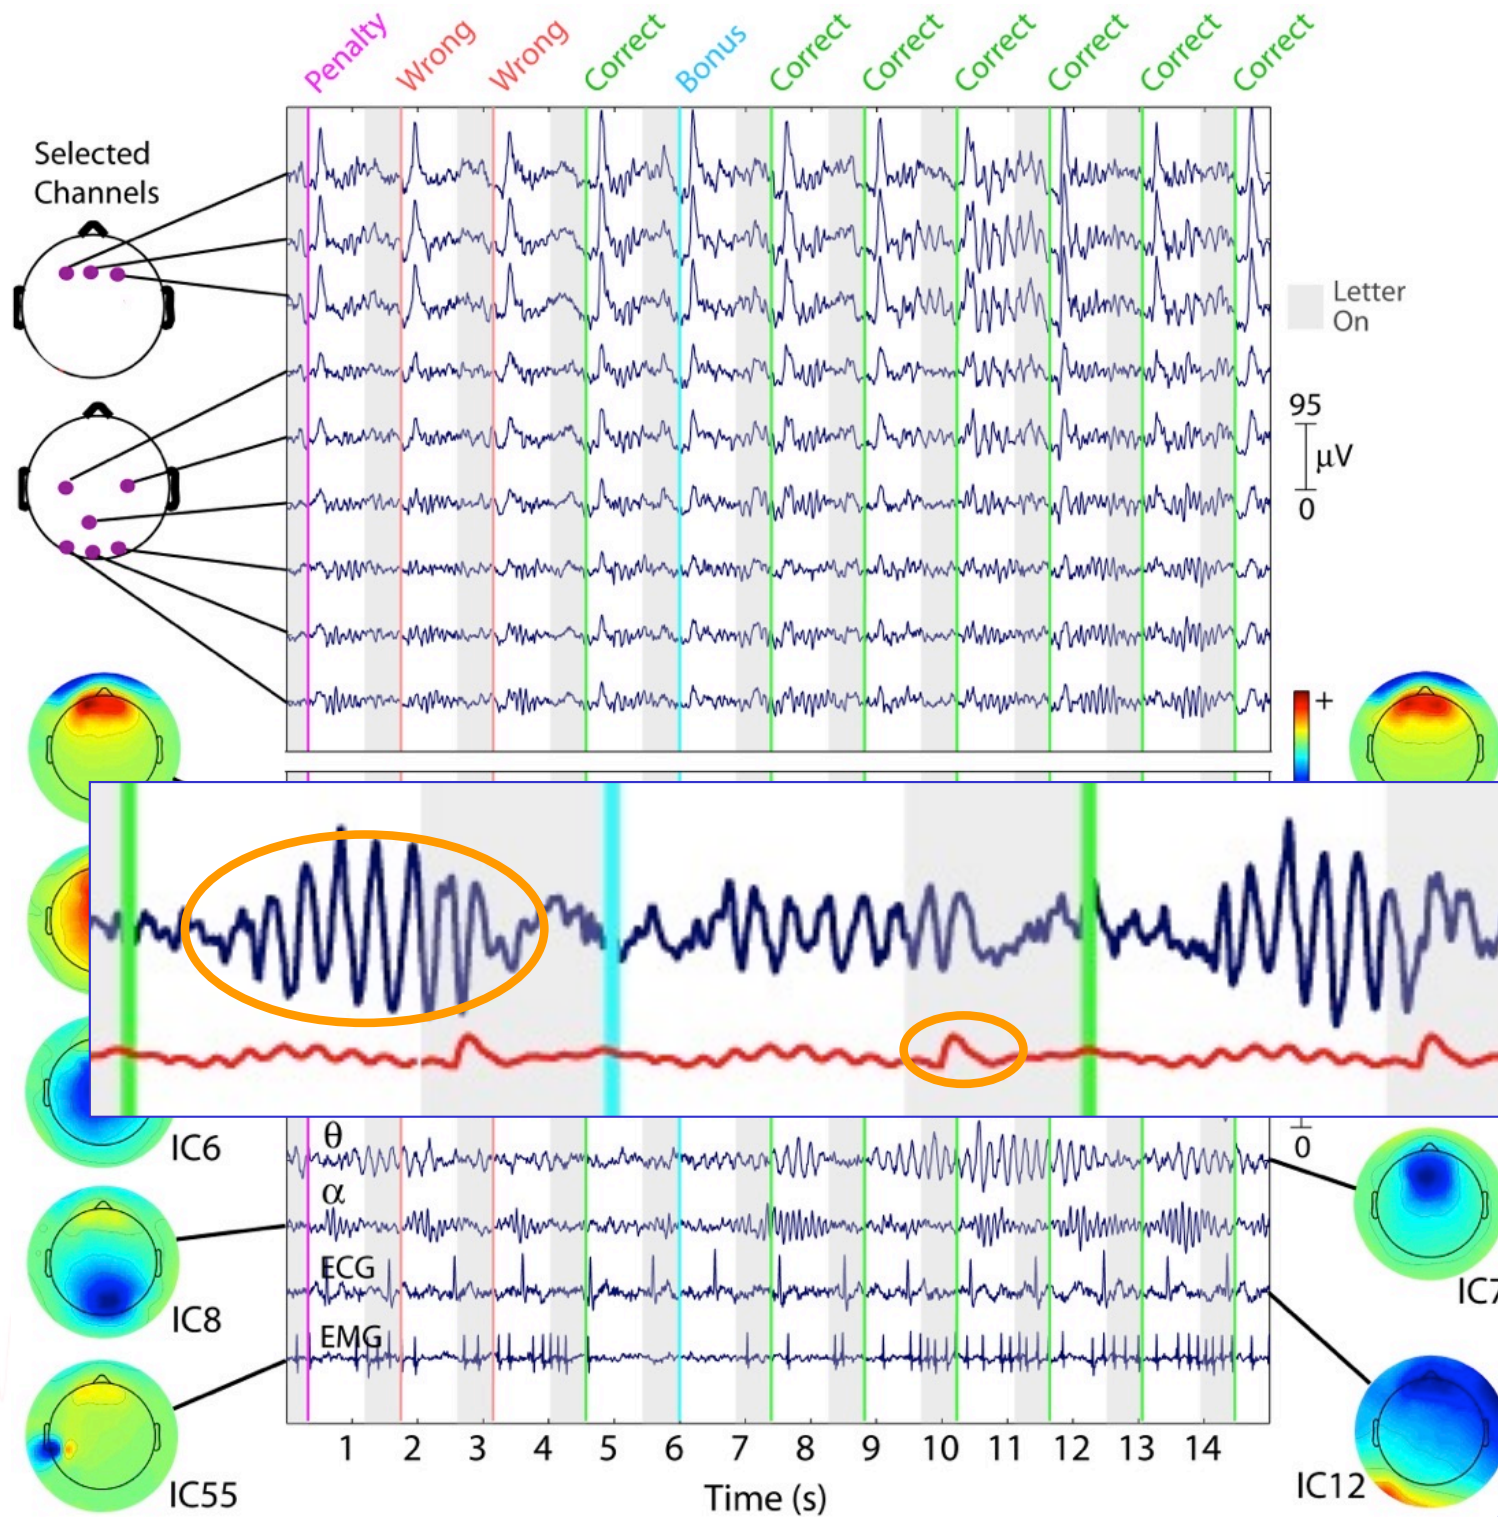 Penalty
Wrong
Wrong
Correct
Bonus
Correct
Correct
Correct
Correct
Correct
Correct
Selected
Channels
Letter
On
95
μV
0
+
θ
0
IC6
α
IC7
ECG
IC8
EMG
1 2 3 4 5 6 7 8 9 10 11 12 13 14
IC55
Time (s)
IC12